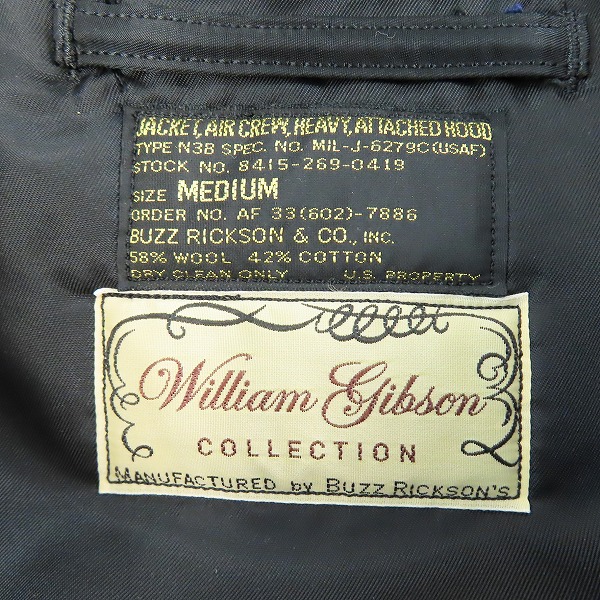 JACKET, AIR CREW, HEAVY, ATTACHED HOOD
TYPE N3B SPEC. NO. MIL-J-6279C (USAF)
STOCK NO. 8415-269-0419
SIZE MEDIUM
ORDER NO. AF 33(602)-7886
BUZZ RICKSON & CO., INC.
58% WOOL 42% COTTON
DRY CLEAN ONLY U.S. PROPERTY
William Gibson
COLLECTION
MANUFACTURED by BUZZ RICKSON'S